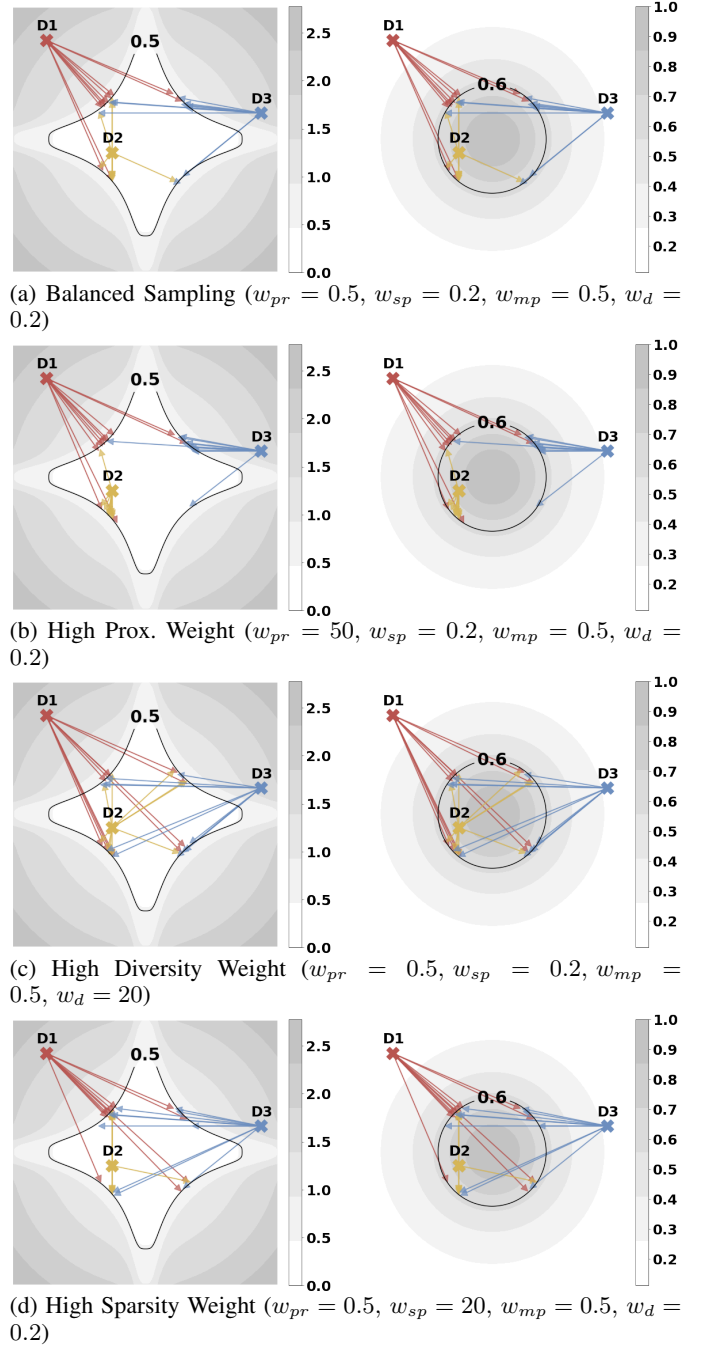 D1
0.5
D3
D2
2.5
2.0
1.5
1.0
0.5
0.0
D1
0.6
D3
D2
1.0
0.9
0.8
0.7
0.6
0.5
0.4
0.3
0.2
(a) Balanced Sampling (w_pr = 0.5, w_sp = 0.2, w_mp = 0.5, w_d =
0.2)
D1
0.5
D3
D2
2.5
2.0
1.5
1.0
0.5
0.0
D1
0.6
D3
D2
1.0
0.9
0.8
0.7
0.6
0.5
0.4
0.3
0.2
(b) High Prox. Weight (w_pr = 50, w_sp = 0.2, w_mp = 0.5, w_d =
0.2)
D1
0.5
D3
D2
2.5
2.0
1.5
1.0
0.5
0.0
D1
0.6
D3
D2
1.0
0.9
0.8
0.7
0.6
0.5
0.4
0.3
0.2
(c) High Diversity Weight (w_pr = 0.5, w_sp = 0.2, w_mp =
0.5, w_d = 20)
D1
0.5
D3
D2
2.5
2.0
1.5
1.0
0.5
0.0
D1
0.6
D3
D2
1.0
0.9
0.8
0.7
0.6
0.5
0.4
0.3
0.2
(d) High Sparsity Weight (w_pr = 0.5, w_sp = 20, w_mp = 0.5, w_d =
0.2)